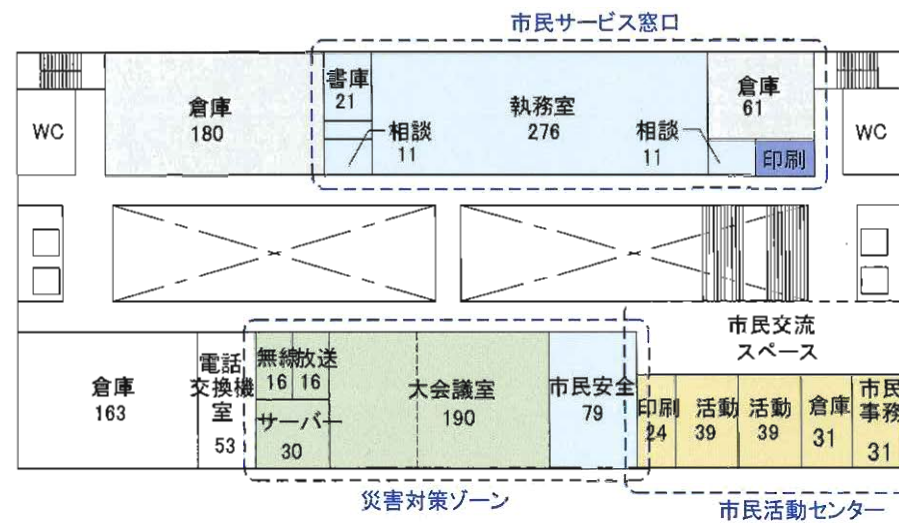 市民サービス窓口
書庫
21
倉庫
180
執務室
276
倉庫
61
WC
相談
11
相談
11
印刷
WC
市民交流
スペース
倉庫
163
電話
交換機
室
53
無線
16
放送
16
サーバー
30
大会議室
190
市民安全
79
印刷
24
活動
39
活動
39
倉庫
31
市民
事務
31
災害対策ゾーン
市民活動センター